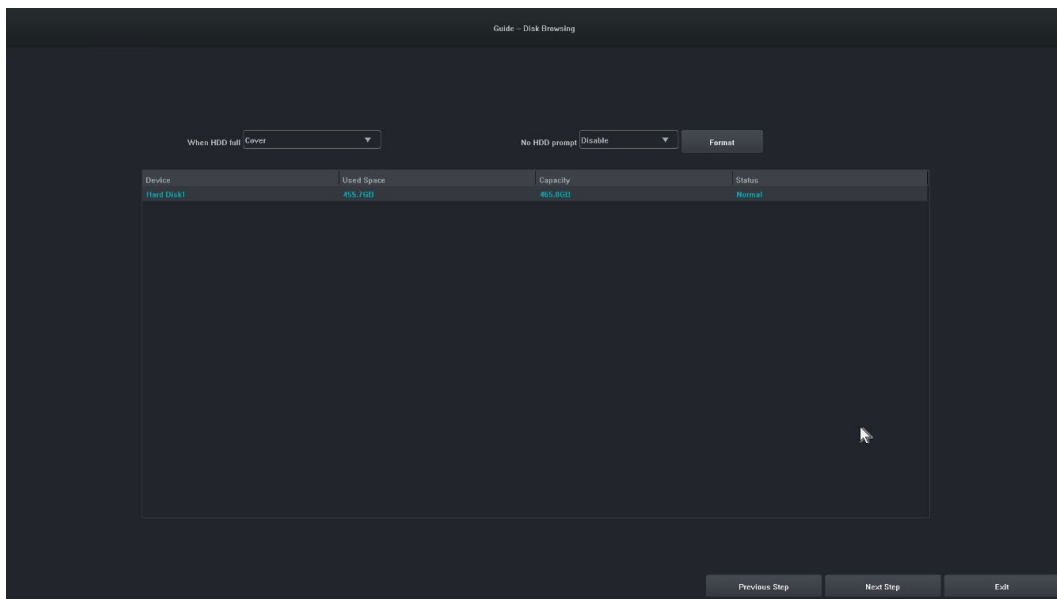 Guide – Disk Browsing
When HDD full Cover No HDD prompt Disable Format
Device Used Space Capacity Status
Hard Disk1 455.7GB 465.8GB Normal
Previous Step Next Step Exit